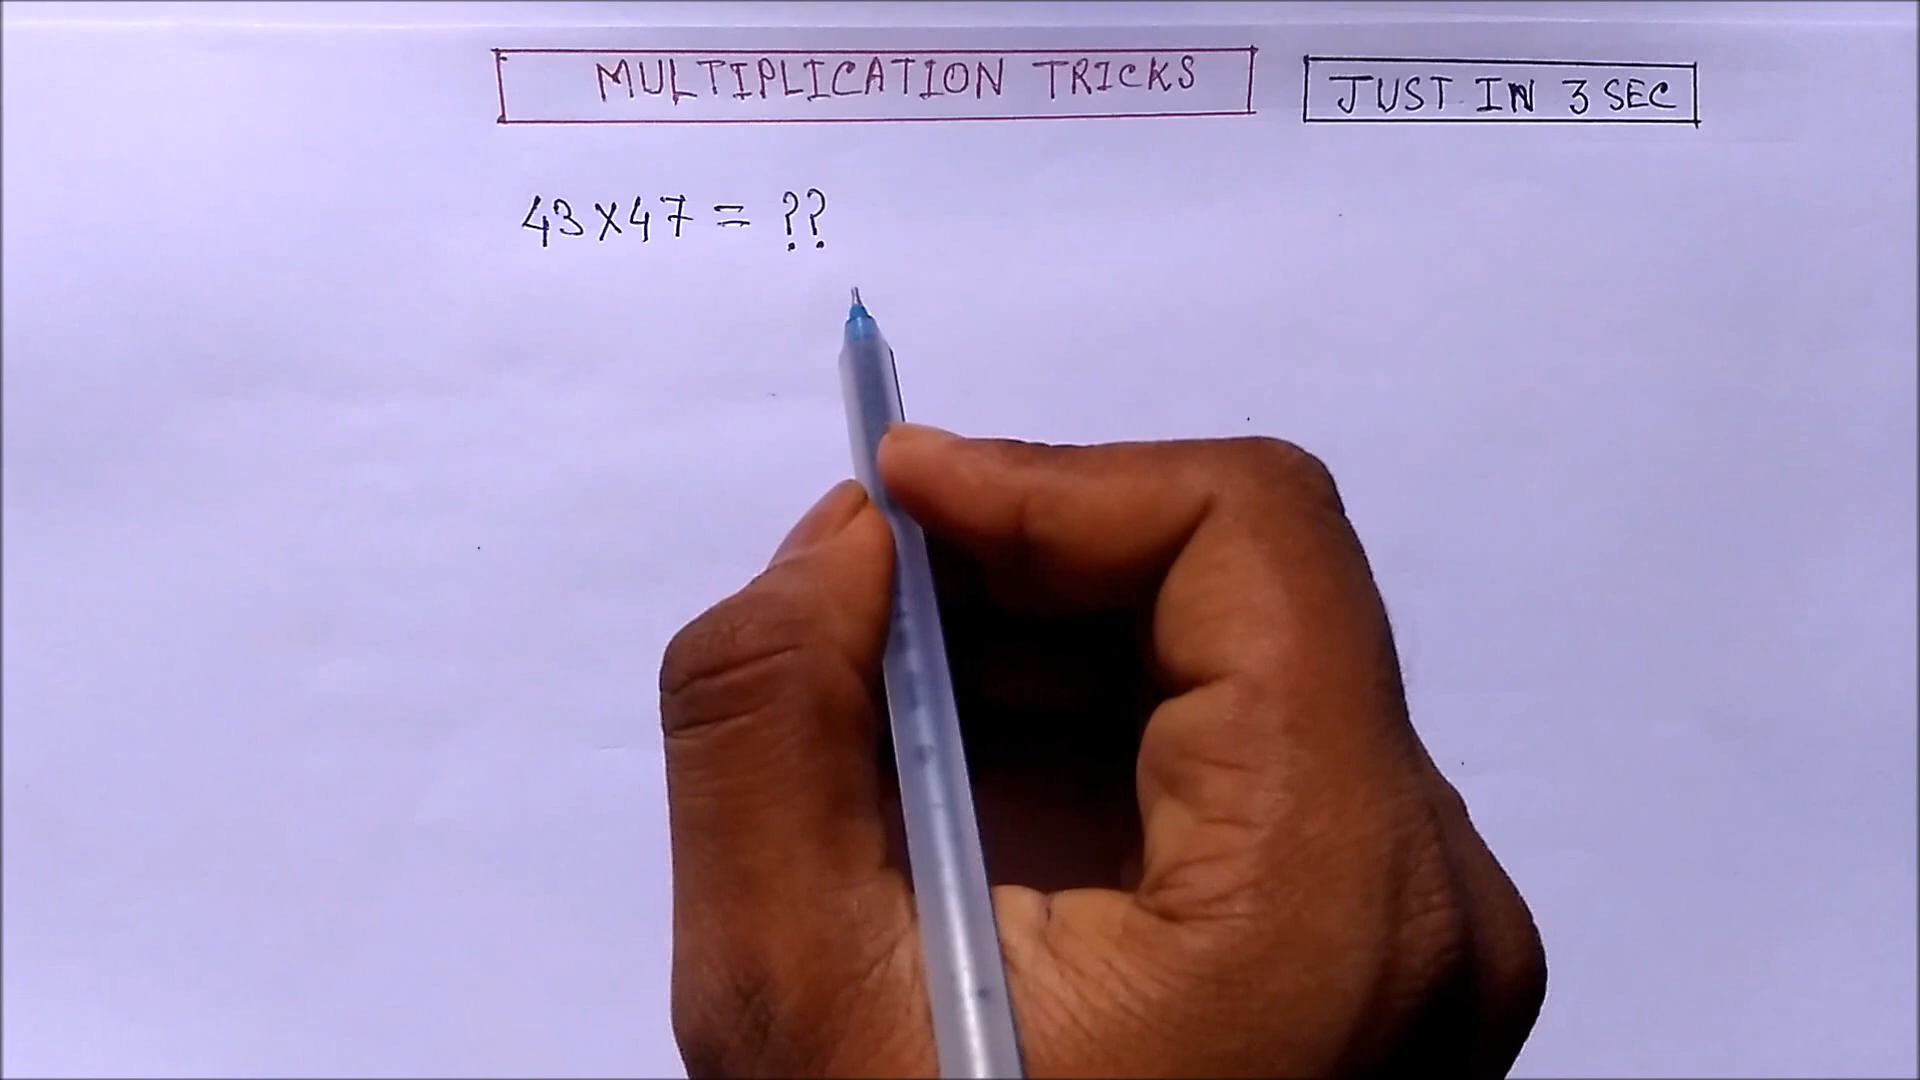 MULTIPLICATION TRICKS
JUST IN 3 SEC
43×47 = ??